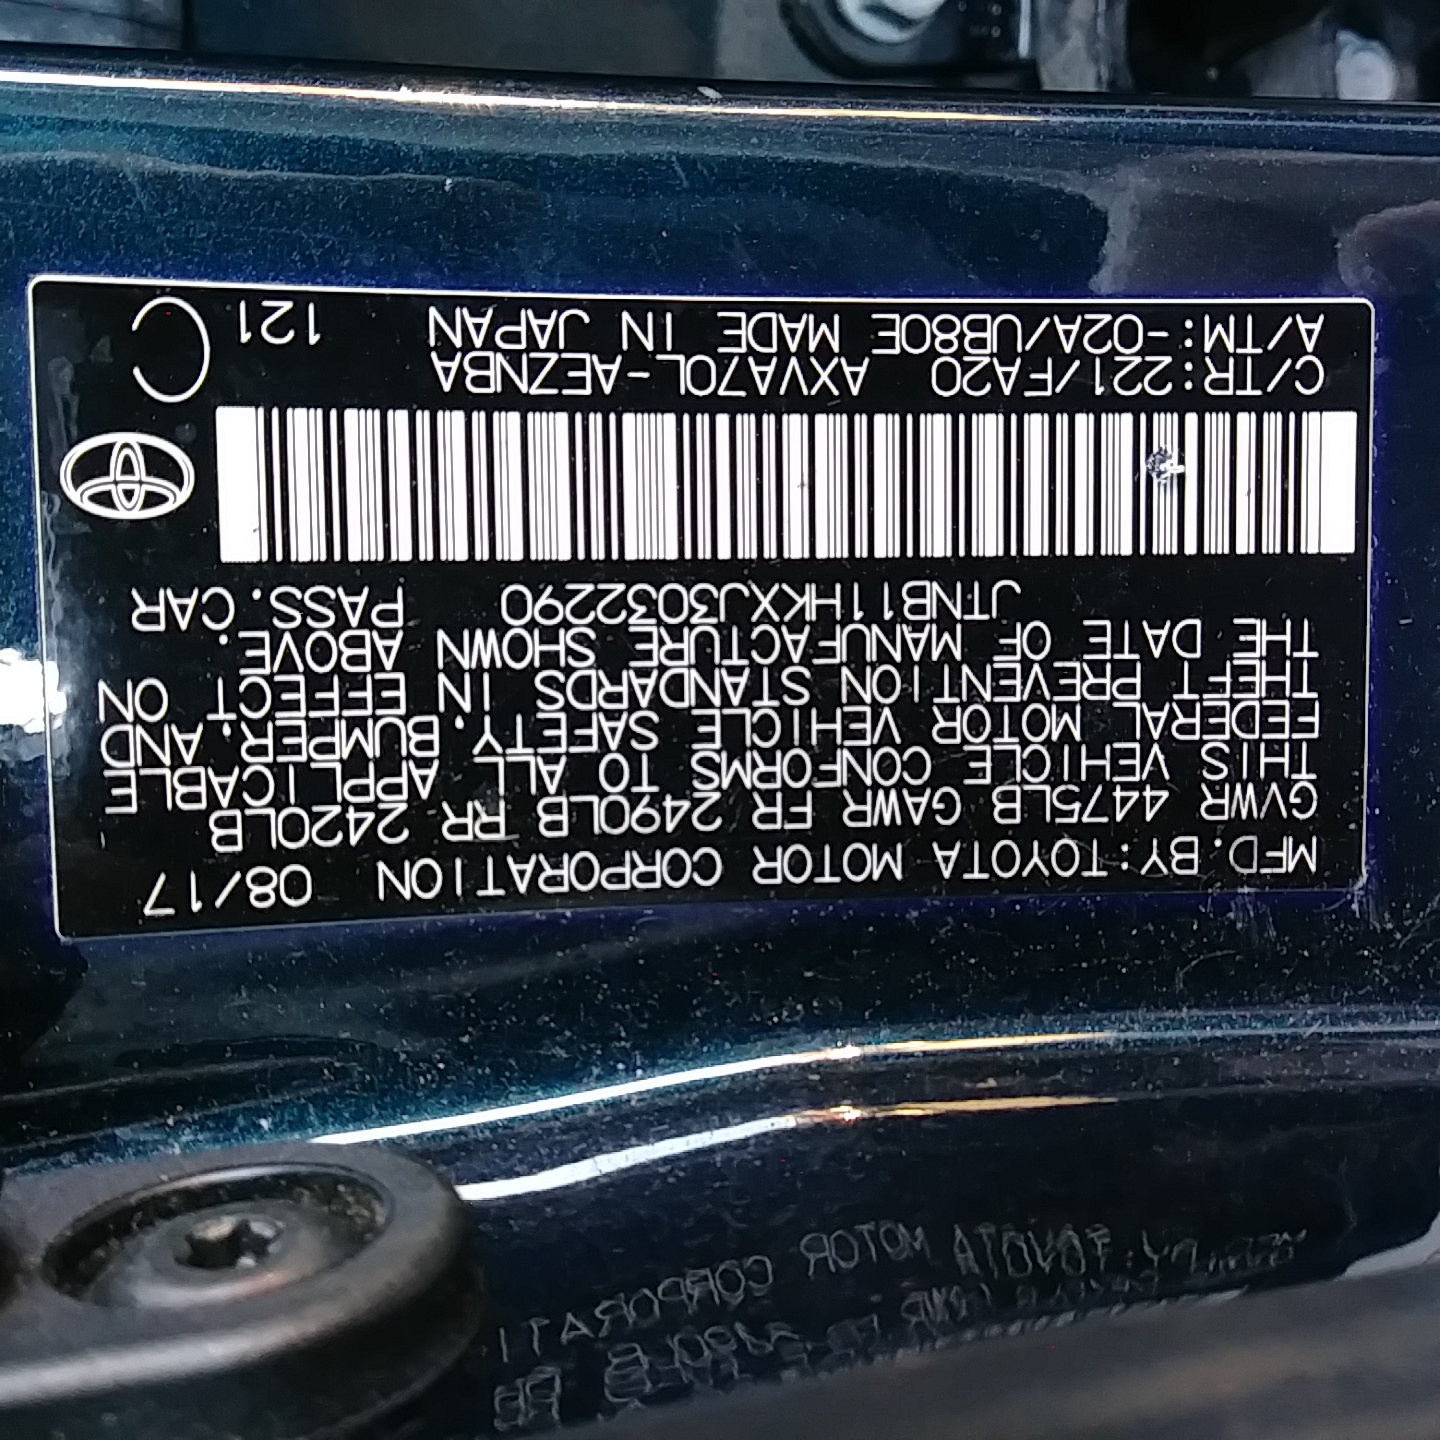 MFD. BY: TOYOTA MOTOR CORPORATION 08/17
GVWR 4475LB GAWR FR 2490LB RR 2420LB
THIS VEHICLE CONFORMS TO ALL APPLICABLE
FEDERAL MOTOR VEHICLE SAFETY, BUMPER, AND
THEFT PREVENTION STANDARDS IN EFFECT ON
THE DATE OF MANUFACTURE SHOWN ABOVE.
JTNB11HKXJ3032290 PASS. CAR
C/TR: 221/FA20 AXVA70L-AEZNBA
A/TM: -02A/UB80E MADE IN JAPAN 121 C